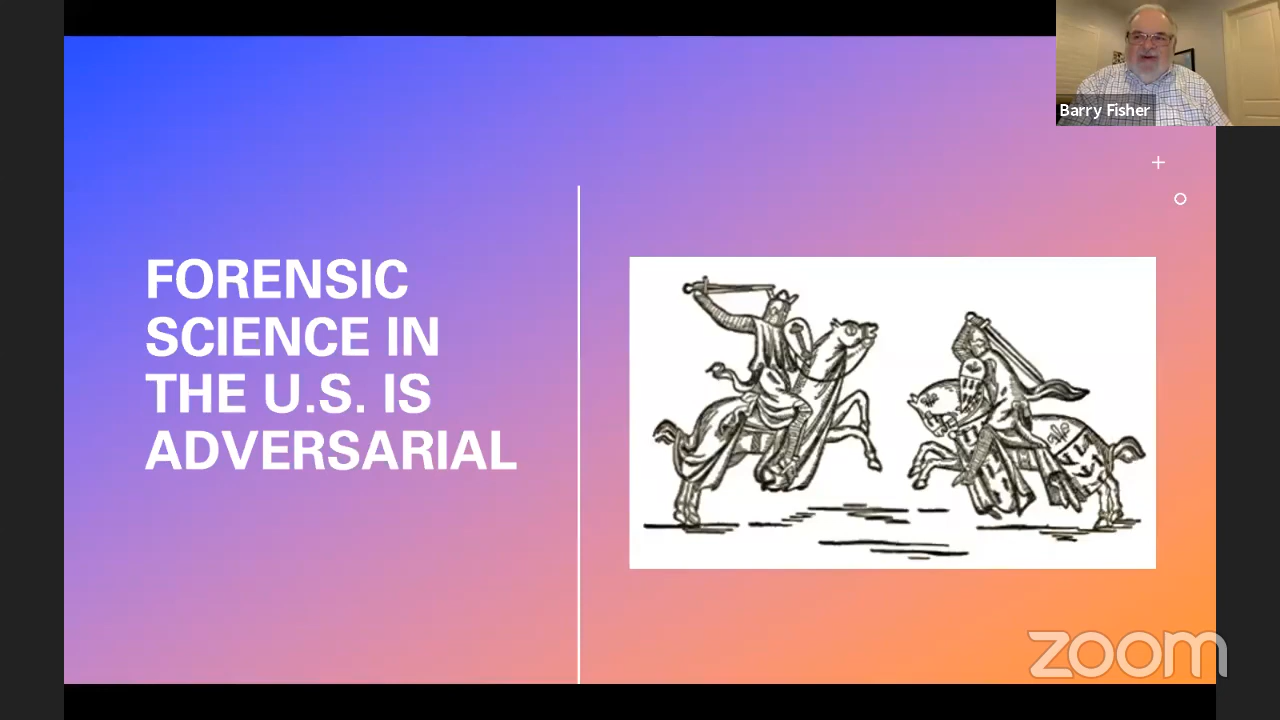 Barry Fisher
FORENSIC
SCIENCE IN
THE U.S. IS
ADVERSARIAL
zoom